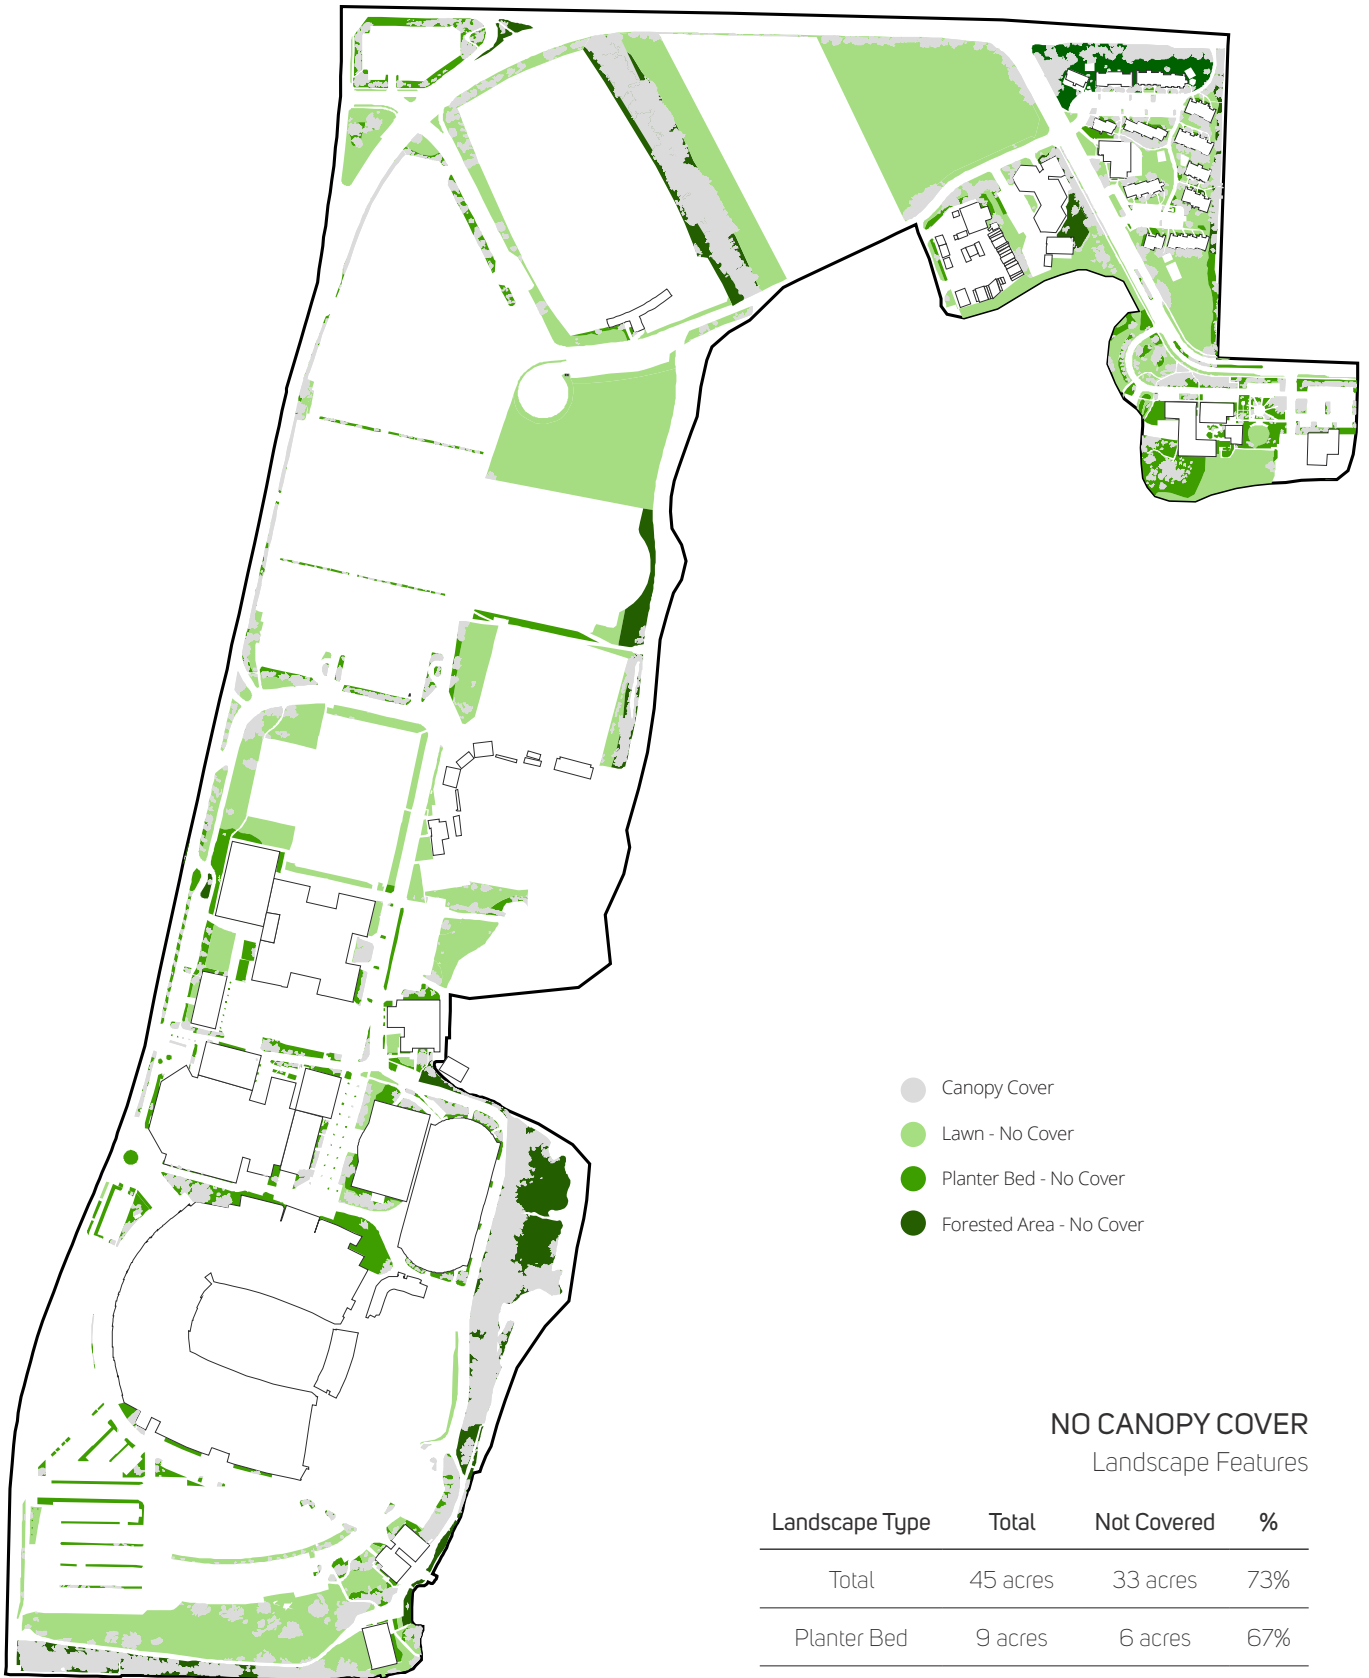 Canopy Cover
Lawn - No Cover
Planter Bed - No Cover
Forested Area - No Cover
NO CANOPY COVER
Landscape Features
Landscape Type Total Not Covered %
Total 45 acres 33 acres 73%
Planter Bed 9 acres 6 acres 67%